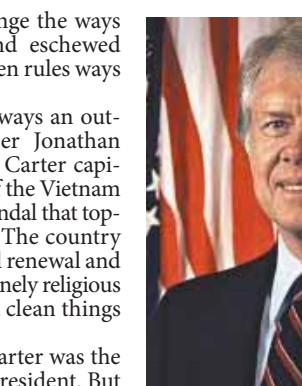 nge the ways
nd eschewed
en rules ways
ways an out-
er Jonathan
Carter capi-
f the Vietnam
ndal that top-
The country
l renewal and
nely religious
clean things
arter was the
resident. But